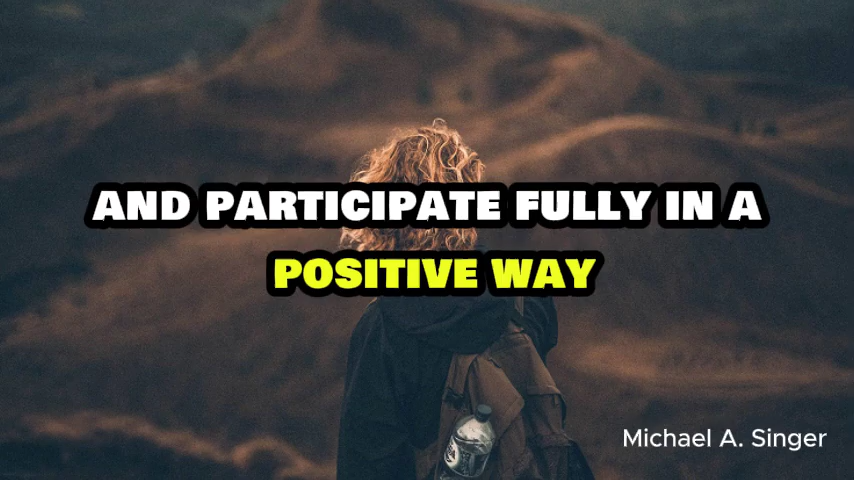 AND PARTICIPATE FULLY IN A
POSITIVE WAY
Michael A. Singer